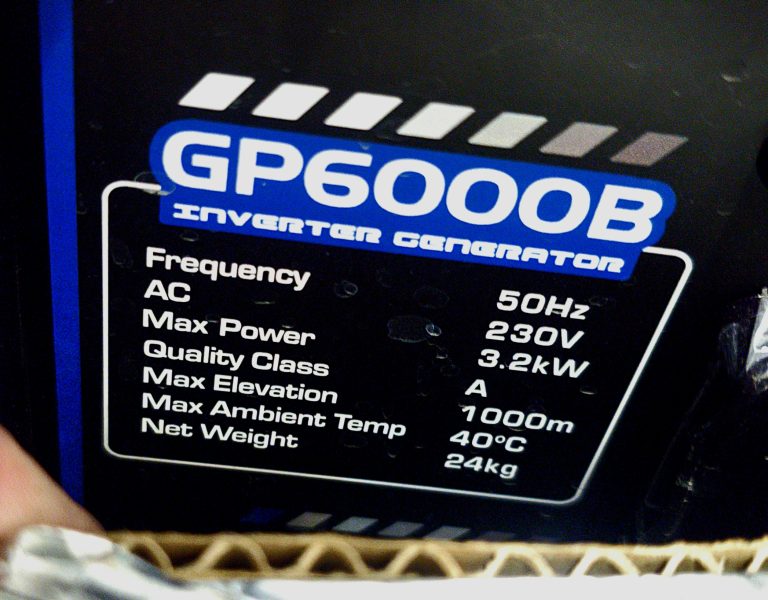 GP6000B
INVERTER GENERATOR
Frequency 50Hz
AC 230V
Max Power 3.2kW
Quality Class A
Max Elevation 1000m
Max Ambient Temp 40°C
Net Weight 24kg